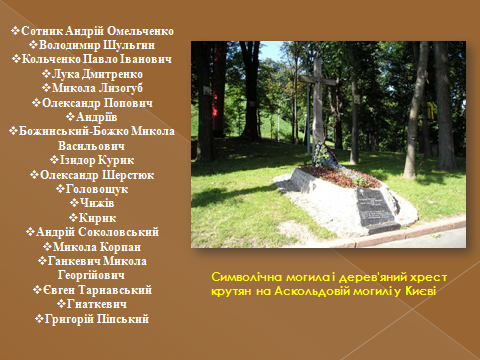 ❖Сотник Андрій Омельченко
❖Володимир Шульгин
❖Кольченко Павло Іванович
❖Лука Дмитренко
❖Микола Лизогуб
❖Олександр Попович
❖Андріїв
❖Божинський-Божко Микола
Васильович
❖Ізидор Курик
❖Олександр Шерстюк
❖Головощук
❖Чижів
❖Кирик
❖Андрій Соколовський
❖Микола Корпан
❖Ганкевич Микола
Георгійович
❖Євген Тарнавський
❖Гнаткевич
❖Григорій Піпський
Символічна могила і дерев'яний хрест
крутян на Аскольдовій могилі у Києві